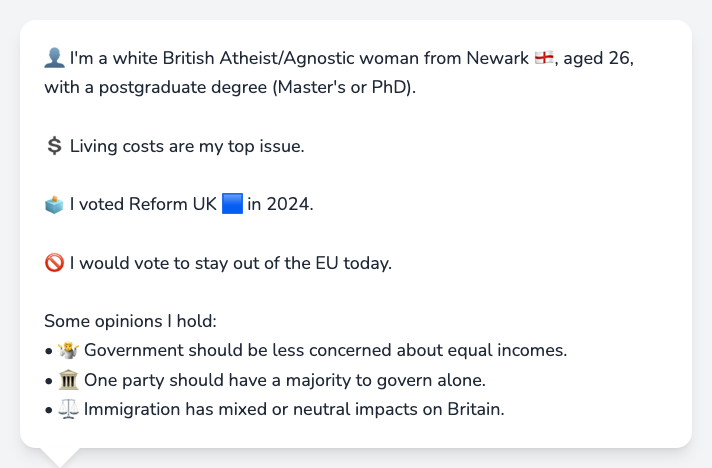 👤 I'm a white British Atheist/Agnostic woman from Newark 🏴󠁧󠁢󠁥󠁮󠁧󠁿, aged 26,
with a postgraduate degree (Master's or PhD).
💲 Living costs are my top issue.
🗳️ I voted Reform UK 🟦 in 2024.
🚫 I would vote to stay out of the EU today.
Some opinions I hold:
• 🤷 Government should be less concerned about equal incomes.
• 🏛️ One party should have a majority to govern alone.
• ⚖️ Immigration has mixed or neutral impacts on Britain.